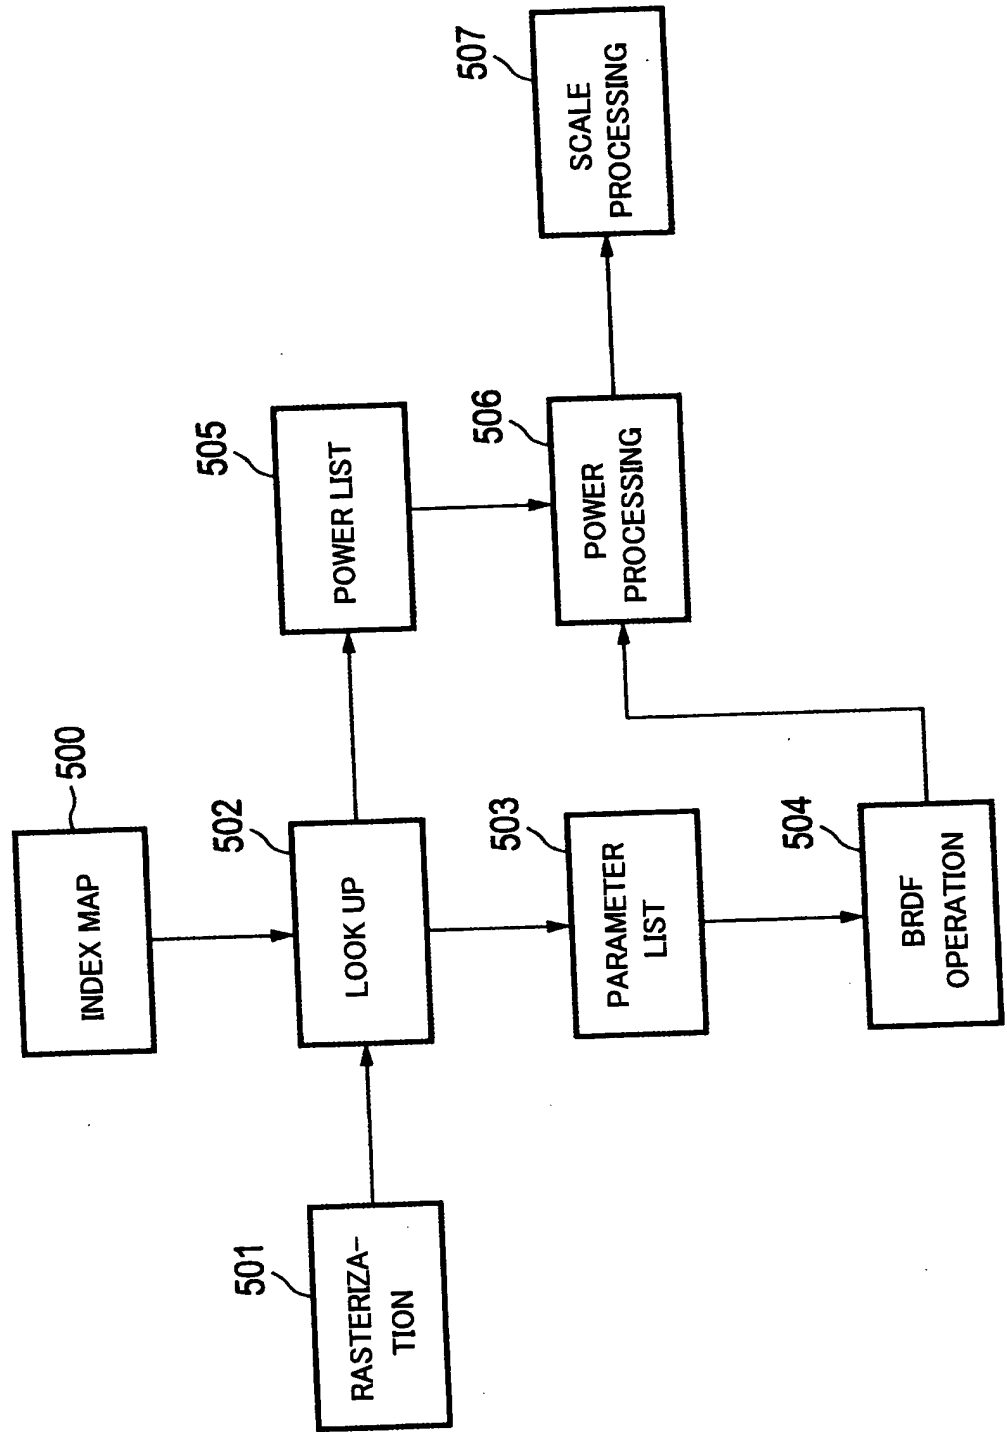 500
INDEX MAP
501
RASTERIZA-
TION
502
LOOK UP
505
POWER LIST
507
SCALE
PROCESSING
503
PARAMETER
LIST
506
POWER
PROCESSING
504
BRDF
OPERATION